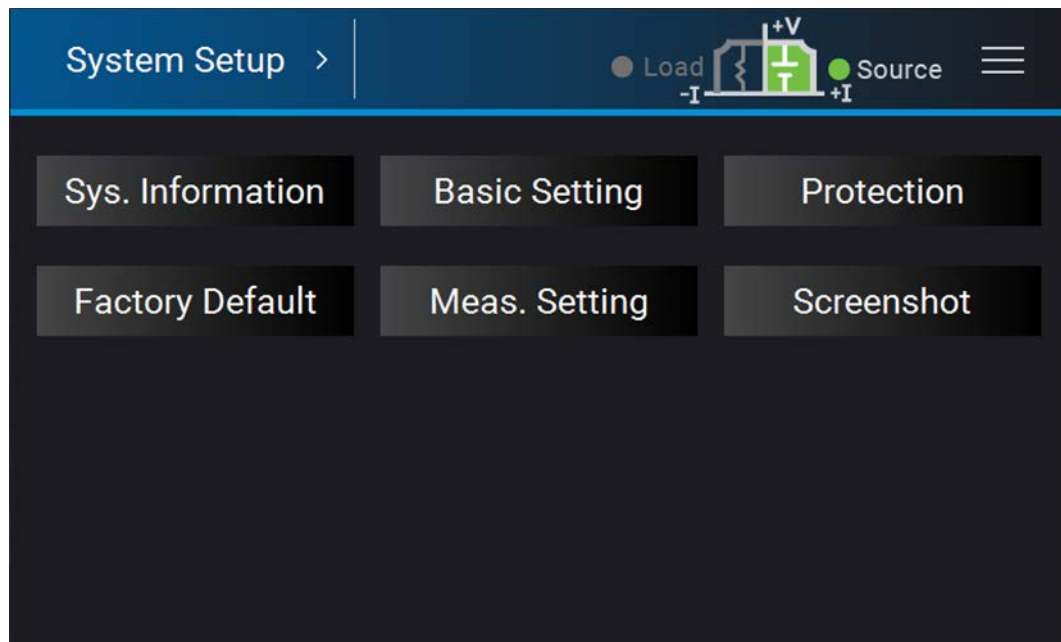 System Setup >
+V
Load
Source
-I
+I
Sys. Information
Basic Setting
Protection
Factory Default
Meas. Setting
Screenshot